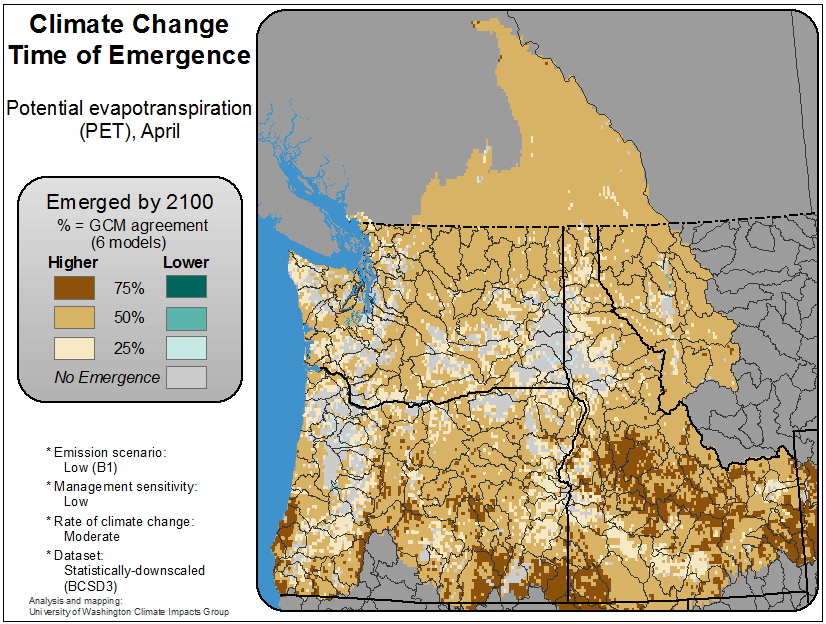 Climate Change
Time of Emergence
Potential evapotranspiration
(PET), April
Emerged by 2100
% = GCM agreement
(6 models)
Higher Lower
75%
50%
25%
No Emergence
* Emission scenario:
Low (B1)
* Management sensitivity:
Low
* Rate of climate change:
Moderate
* Dataset:
Statistically-downscaled
(BCSD3)
Analysis and mapping:
University of Washington Climate Impacts Group